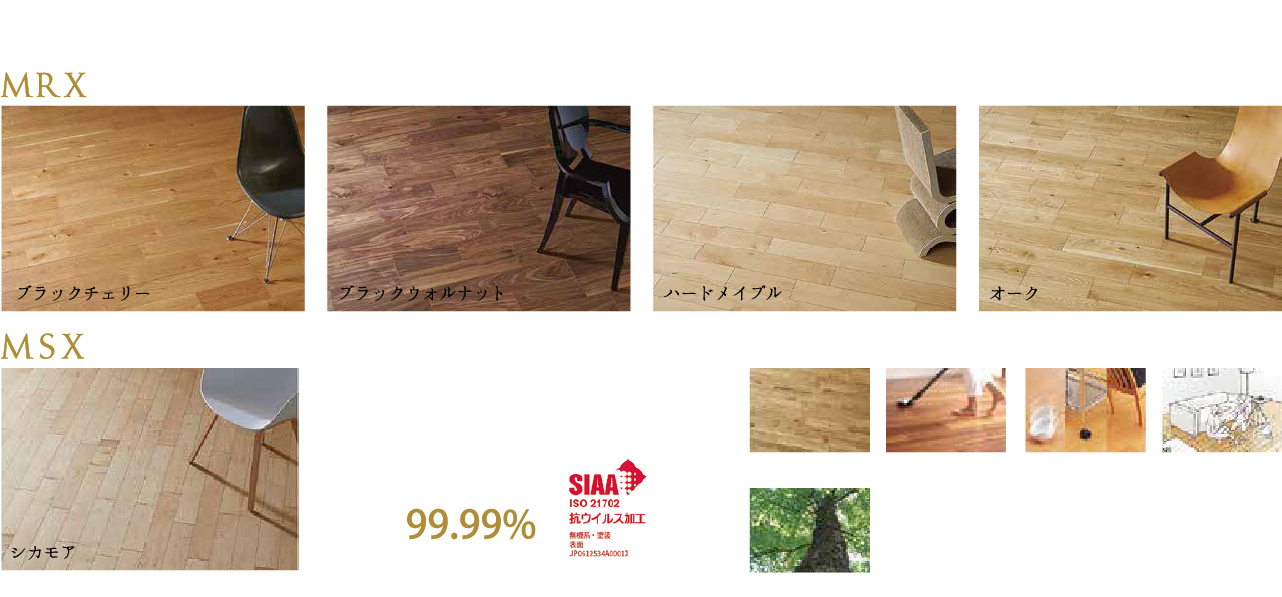 MRX
ブラックチェリー
ブラックウォルナット
ハードメイプル
オーク
MSX
シカモア
99.99%
SIAA
ISO 21702
抗ウイルス加工
無機系・塗装
表面
JP0612534A0001J